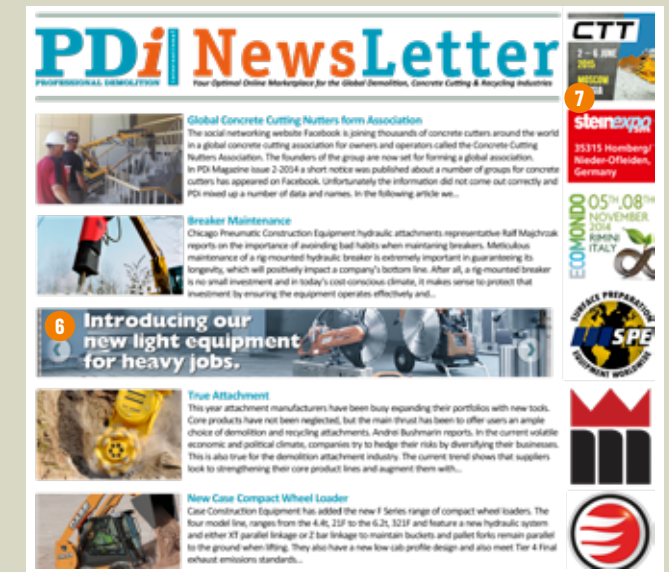 PDi NewsLetter
INTERNATIONAL
PROFESSIONAL DEMOLITION
Your Optimal Online Marketplace for the Global Demolition, Concrete Cutting & Recycling Industries
Global Concrete Cutting Nutters form Association
The social networking website Facebook is joining thousands of concrete cutters around the world
in a global concrete cutting association for owners and operators called the Concrete Cutting
Nutters Association. The founders of the group are now set for forming a global association.
In PDi Magazine issue 2-2014 a short notice was published about a number of groups for concrete
cutters has appeared on Facebook. Unfortunately the information did not come out correctly and
PDi mixed up a number of data and names. In the following article we...
Breaker Maintenance
Chicago Pneumatic Construction Equipment hydraulic attachments representative Ralf Majchrzak
reports on the importance of avoinding bad habits when maintaning breakers. Meticulous
maintenance of a rig-mounted hydraulic breaker is extremely important in guaranteeing its
longevity, which will positively impact a company's bottom line. After all, a rig-mounted breaker
is no small investment and in today's cost-conscious climate, it makes sense to protect that
investment by ensuring the equipment operates effectively and...
6
Introducing our
new light equipment
for heavy jobs.
True Attachment
This year attachment manufacturers have been busy expanding their portfolios with new tools.
Core products have not been neglected, but the main thrust has been to offer users an ample
choice of demolition and recycling attachments. Andrei Bushmarin reports. In the current volatile
economic and political climate, companies try to hedge their risks by diversifying their businesses.
This is also true for the demolition attachment industry. The current trend shows that suppliers
look to strengthening their core product lines and augment them with...
New Case Compact Wheel Loader
Case Construction Equipment has added the new F Series range of compact wheel loaders. The
four model line, ranges from the 4.4t, 21F to the 6.2t, 321F and feature a new hydraulic system
and either XT parallel linkage or Z bar linkage to maintain buckets and pallet forks remain parallel
to the ground when lifting. They also have a new low cab profile design and also meet Tier 4 Final
exhaust emissions standards...
CTT
2 – 6 JUNE
2015
MOSCOW
7
steinexpo
35315 Homberg/
Nieder-Ofleiden,
Germany
ECOMONDO
05TH.08TH
NOVEMBER
2014
RIMINI
ITALY
SURFACE PREPARATION
SPE
EQUIPMENT WORLDWIDE